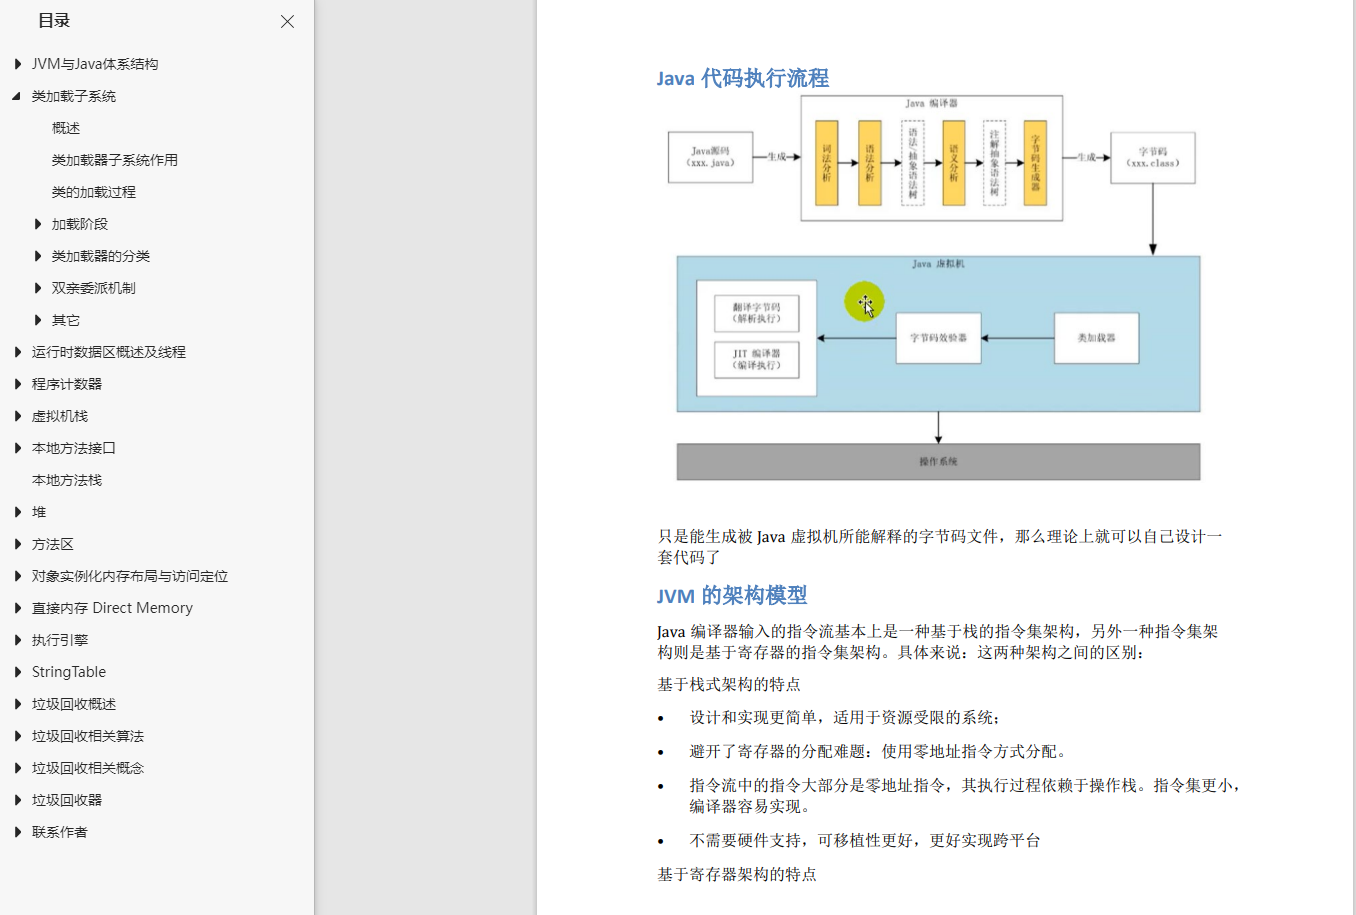 目录
JVM与Java体系结构
类加载子系统
概述
类加载器子系统作用
类的加载过程
加载阶段
类加载器的分类
双亲委派机制
其它
运行时数据区概述及线程
程序计数器
虚拟机栈
本地方法接口
本地方法栈
堆
方法区
对象实例化内存布局与访问定位
直接内存 Direct Memory
执行引擎
StringTable
垃圾回收概述
垃圾回收相关算法
垃圾回收相关概念
垃圾回收器
联系作者
Java 代码执行流程
Java 编译器
Java源码
（xxx.java）
生成
词法分析
语法分析
语法/抽象语法树
语义分析
注解抽象语法树
字节码生成器
生成
字节码
（xxx.class）
Java 虚拟机
翻译字节码
（解析执行）
JIT 编译器
（编译执行）
字节码效验器
类加载器
操作系统
只是能生成被 Java 虚拟机所能解释的字节码文件，那么理论上就可以自己设计一
套代码了
JVM 的架构模型
Java 编译器输入的指令流基本上是一种基于栈的指令集架构，另外一种指令集架
构则是基于寄存器的指令集架构。具体来说：这两种架构之间的区别：
基于栈式架构的特点
• 设计和实现更简单，适用于资源受限的系统；
• 避开了寄存器的分配难题：使用零地址指令方式分配。
• 指令流中的指令大部分是零地址指令，其执行过程依赖于操作栈。指令集更小，
编译器容易实现。
• 不需要硬件支持，可移植性更好，更好实现跨平台
基于寄存器架构的特点